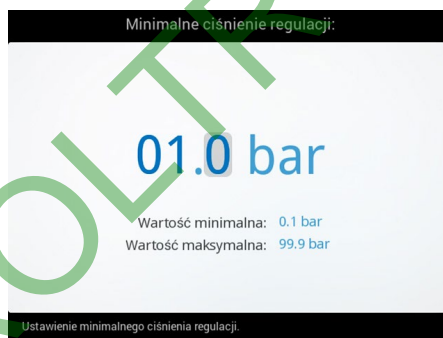 Minimalne ciśnienie regulacji:
01.0 bar
Wartość minimalna: 0.1 bar
Wartość maksymalna: 99.9 bar
Ustawienie minimalnego ciśnienia regulacji.